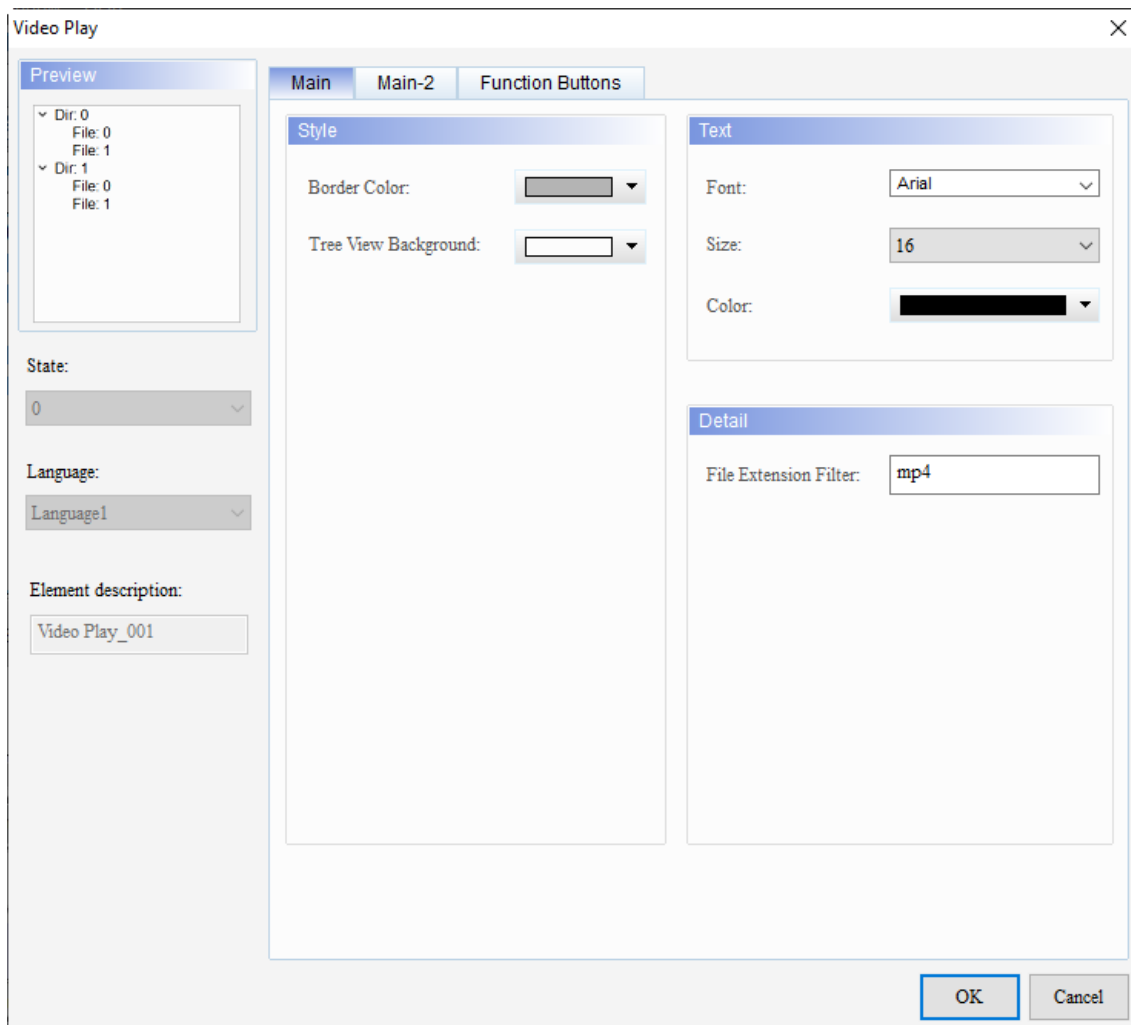 Video Play
Preview
Dir: 0
File: 0
File: 1
Dir: 1
File: 0
File: 1
State:
0
Language:
Language1
Element description:
Video Play_001
Main
Main-2
Function Buttons
Style
Border Color:
Tree View Background:
Text
Font:
Arial
Size:
16
Color:
Detail
File Extension Filter:
mp4
OK
Cancel